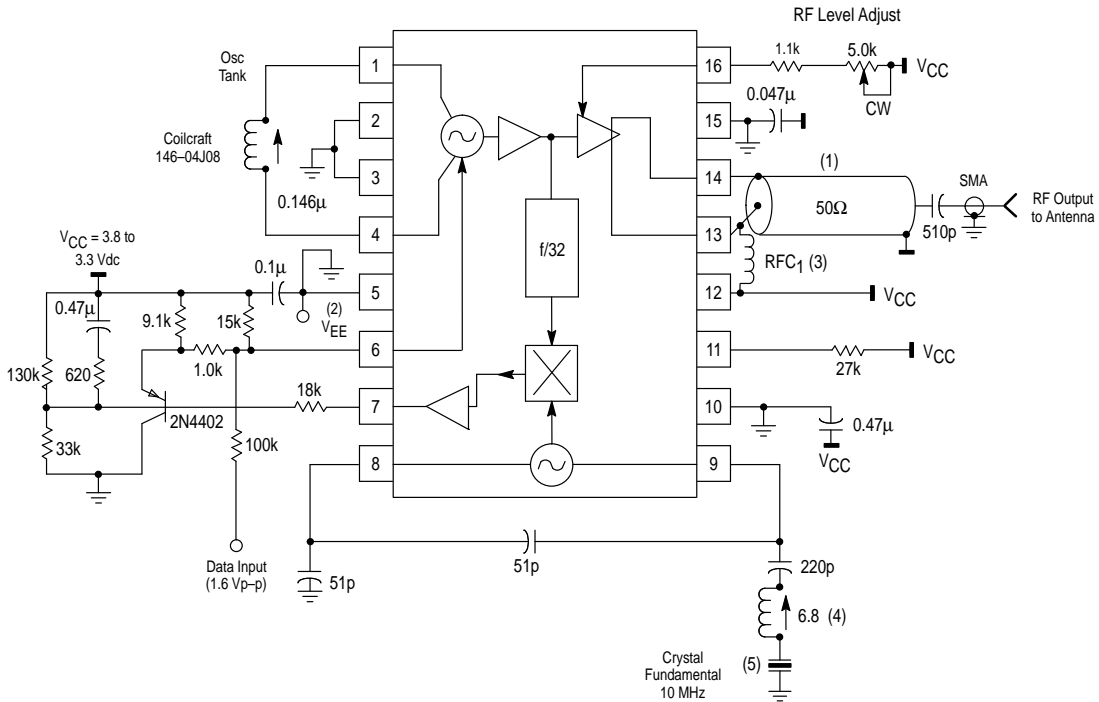 RF Level Adjust
Osc
Tank
1
16
1.1k
5.0k
VCC
CW
0.047µ
2
15
Coilcraft
146–04J08
3
14
(1)
SMA
0.146µ
50Ω
RF Output
to Antenna
4
13
510p
f/32
RFC1 (3)
VCC = 3.8 to
3.3 Vdc
0.1µ
5
12
VCC
0.47µ
(2)
VEE
9.1k
15k
6
11
VCC
1.0k
27k
130k
620
18k
7
10
2N4402
0.47µ
33k
100k
VCC
8
9
Data Input
(1.6 Vp–p)
51p
51p
220p
6.8 (4)
Crystal
Fundamental
10 MHz
(5)